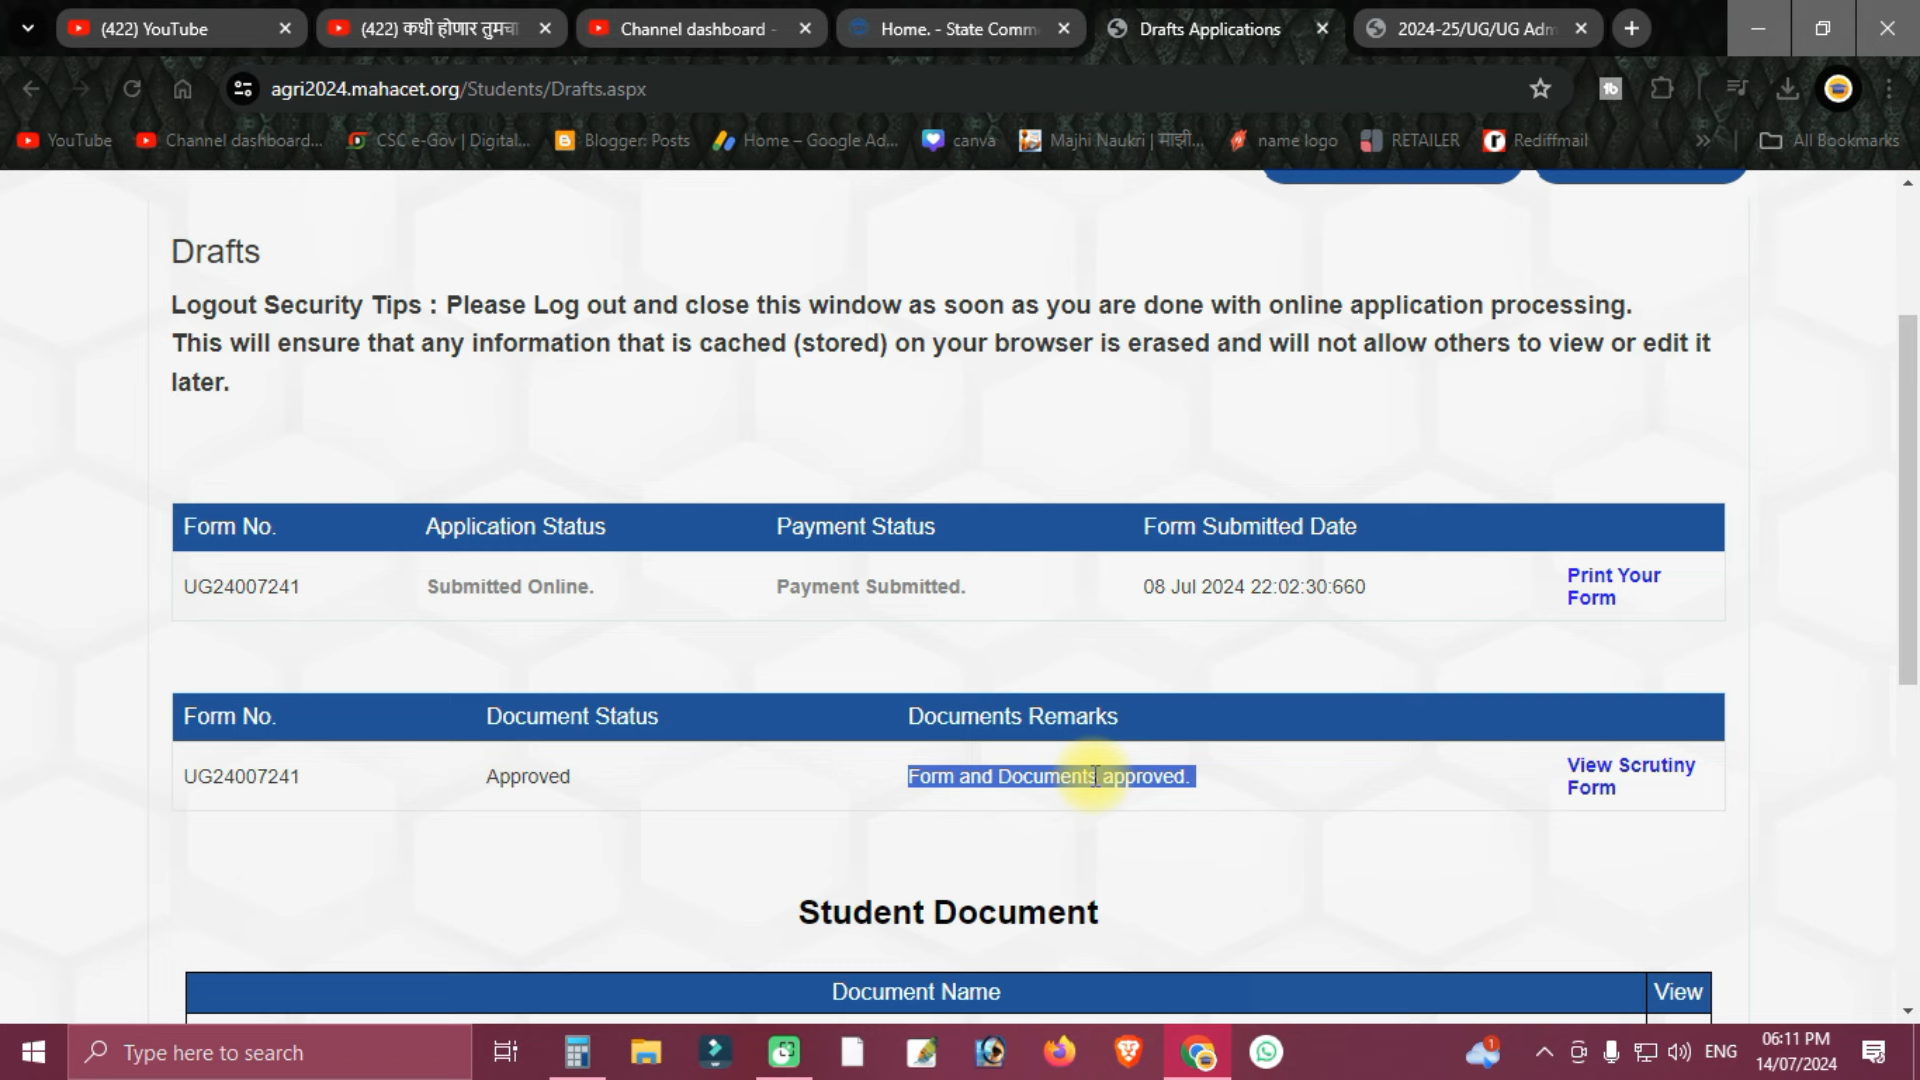 (422) YouTube
(422) कधी होणार तुमचा
Channel dashboard -
Home. - State Comm
Drafts Applications
2024-25/UG/UG Adm
agri2024.mahacet.org/Students/Drafts.aspx
YouTube
Channel dashboard...
CSC e-Gov | Digital...
Blogger: Posts
Home – Google Ad...
canva
Majhi Naukri | माझी...
name logo
RETAILER
Rediffmail
All Bookmarks
Drafts
Logout Security Tips : Please Log out and close this window as soon as you are done with online application processing.
This will ensure that any information that is cached (stored) on your browser is erased and will not allow others to view or edit it
later.
Form No. Application Status Payment Status Form Submitted Date
UG24007241 Submitted Online. Payment Submitted. 08 Jul 2024 22:02:30:660 Print Your
Form
Form No. Document Status Documents Remarks
UG24007241 Approved Form and Documents approved. View Scrutiny
Form
Student Document
Document Name View
Type here to search
1
ENG
06:11 PM
14/07/2024